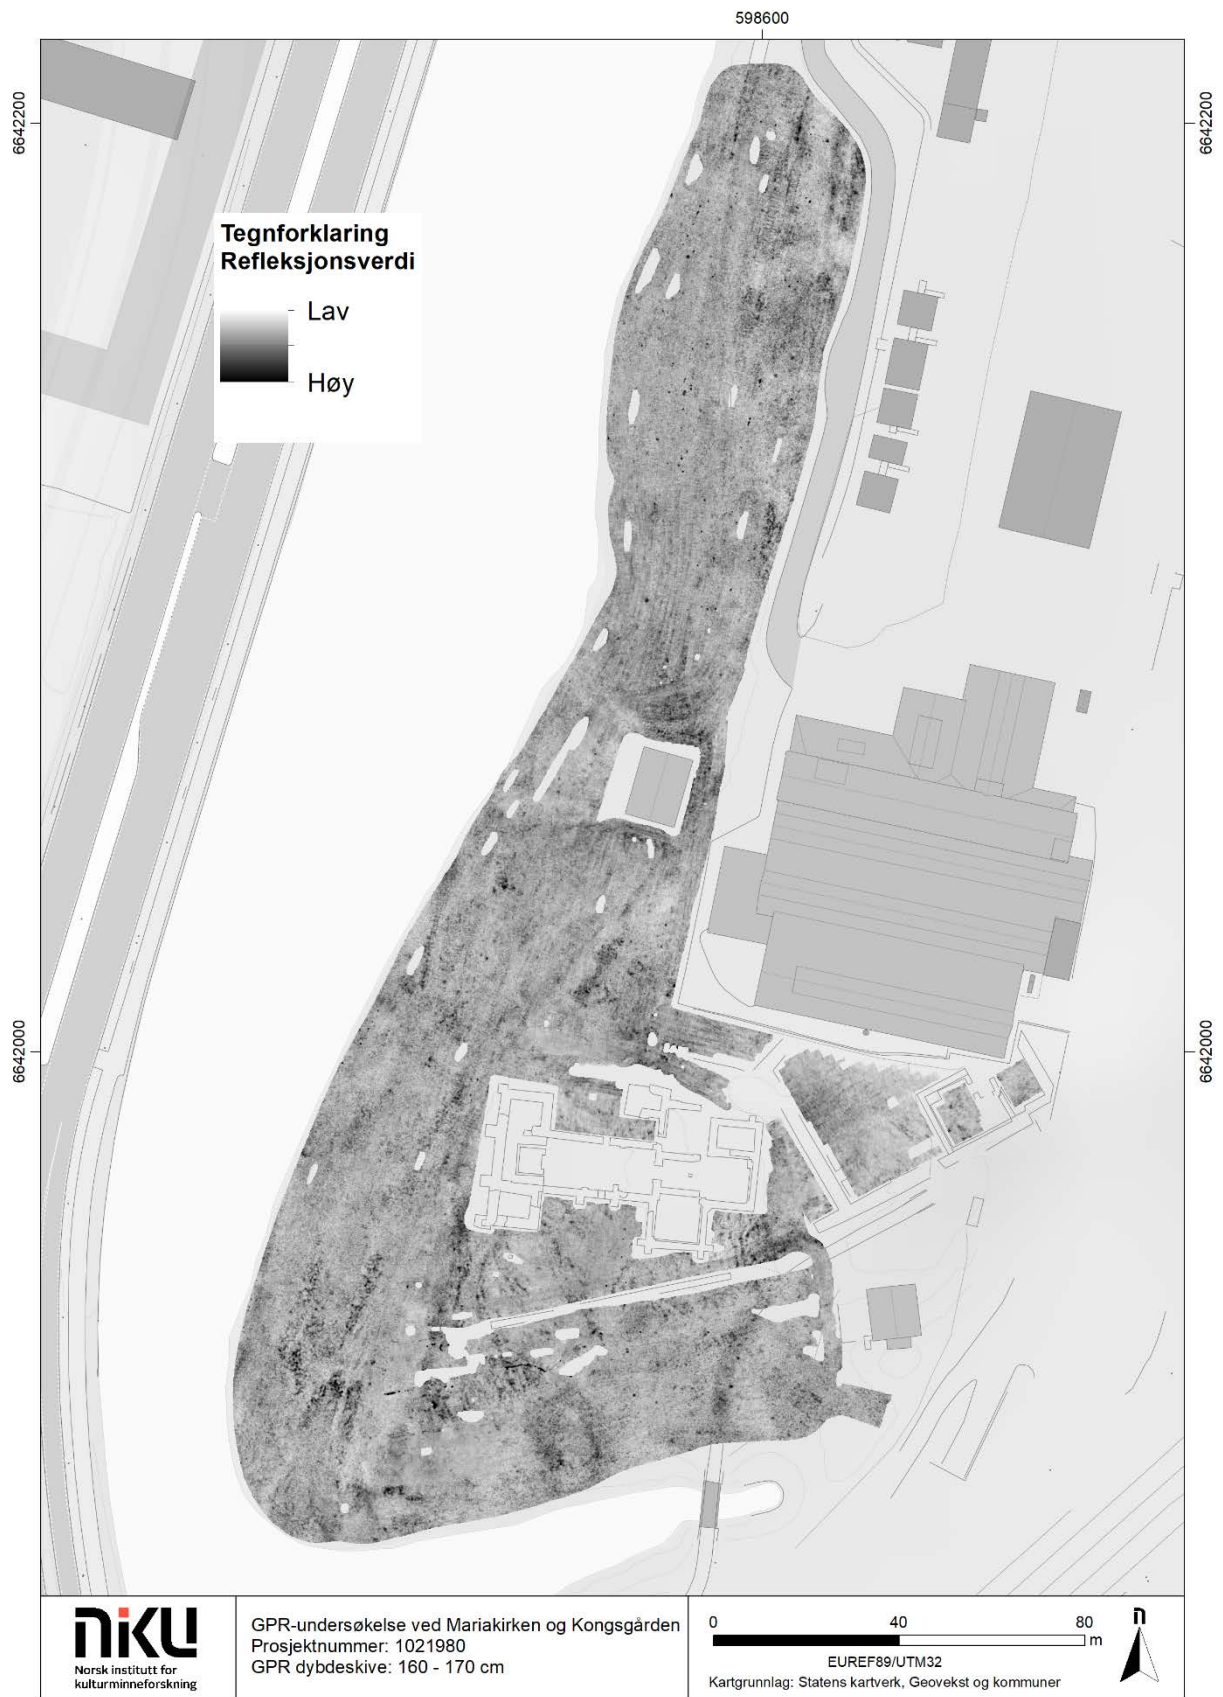 598600
6642200
6642200
Tegnforklaring
Refleksjonsverdi
Lav
Høy
6642000
6642000
niku
Norsk institutt for
kulturminneforskning
GPR-undersøkelse ved Mariakirken og Kongsgården
Prosjektnummer: 1021980
GPR dybdeskive: 160 - 170 cm
0 40 80
m
EUREF89/UTM32
Kartgrunnlag: Statens kartverk, Geovekst og kommuner
n